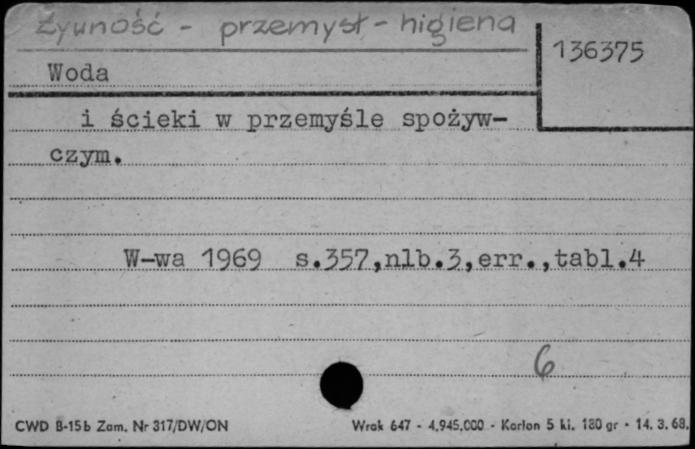 Żywność - przemysł - higiena
136375
Woda
i ścieki w przemyśle spożyw-
czym.
W-wa 1969 s.357,nlb.3,err.,tabl.4
6
CWD B-15b Zam. Nr 317/DW/ON Wrak 647 - 4.945.000 - Karton 5 kl. 180 gr - 14. 3. 68.